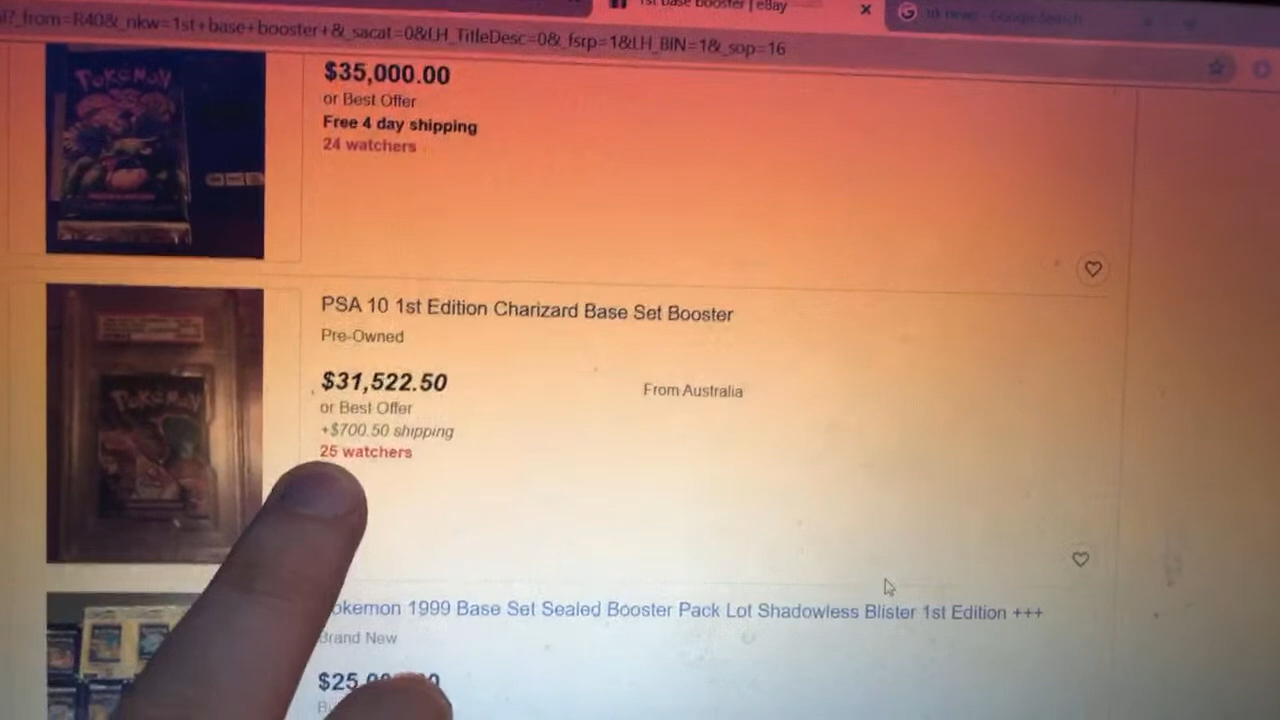 1st base booster | eBay
l?_from=R40&_nkw=1st+base+booster+&_sacat=0&LH_TitleDesc=0&_fsrp=1&LH_BIN=1&_sop=16
POKéMON
$35,000.00
or Best Offer
Free 4 day shipping
24 watchers
PSA 10 1st Edition Charizard Base Set Booster
Pre-Owned
$31,522.50
From Australia
or Best Offer
+$700.50 shipping
25 watchers
POKéMON
okemon 1999 Base Set Sealed Booster Pack Lot Shadowless Blister 1st Edition +++
Brand New
$25